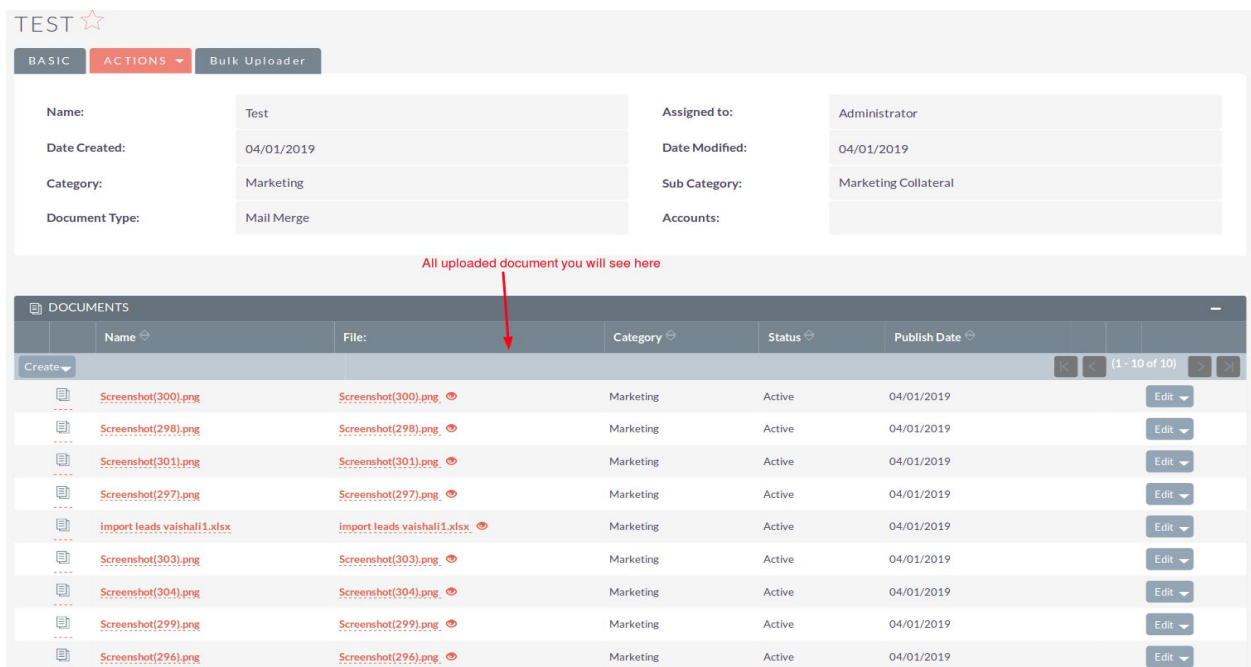 TEST
BASIC ACTIONS Bulk Uploader
Name: Test Assigned to: Administrator
Date Created: 04/01/2019 Date Modified: 04/01/2019
Category: Marketing Sub Category: Marketing Collateral
Document Type: Mail Merge Accounts:
All uploaded document you will see here
DOCUMENTS
Name File: Category Status Publish Date
Create (1 - 10 of 10)
Screenshot(300).png Screenshot(300).png Marketing Active 04/01/2019 Edit
Screenshot(298).png Screenshot(298).png Marketing Active 04/01/2019 Edit
Screenshot(301).png Screenshot(301).png Marketing Active 04/01/2019 Edit
Screenshot(297).png Screenshot(297).png Marketing Active 04/01/2019 Edit
import leads vaishali1.xlsx import leads vaishali1.xlsx Marketing Active 04/01/2019 Edit
Screenshot(303).png Screenshot(303).png Marketing Active 04/01/2019 Edit
Screenshot(304).png Screenshot(304).png Marketing Active 04/01/2019 Edit
Screenshot(299).png Screenshot(299).png Marketing Active 04/01/2019 Edit
Screenshot(296).png Screenshot(296).png Marketing Active 04/01/2019 Edit